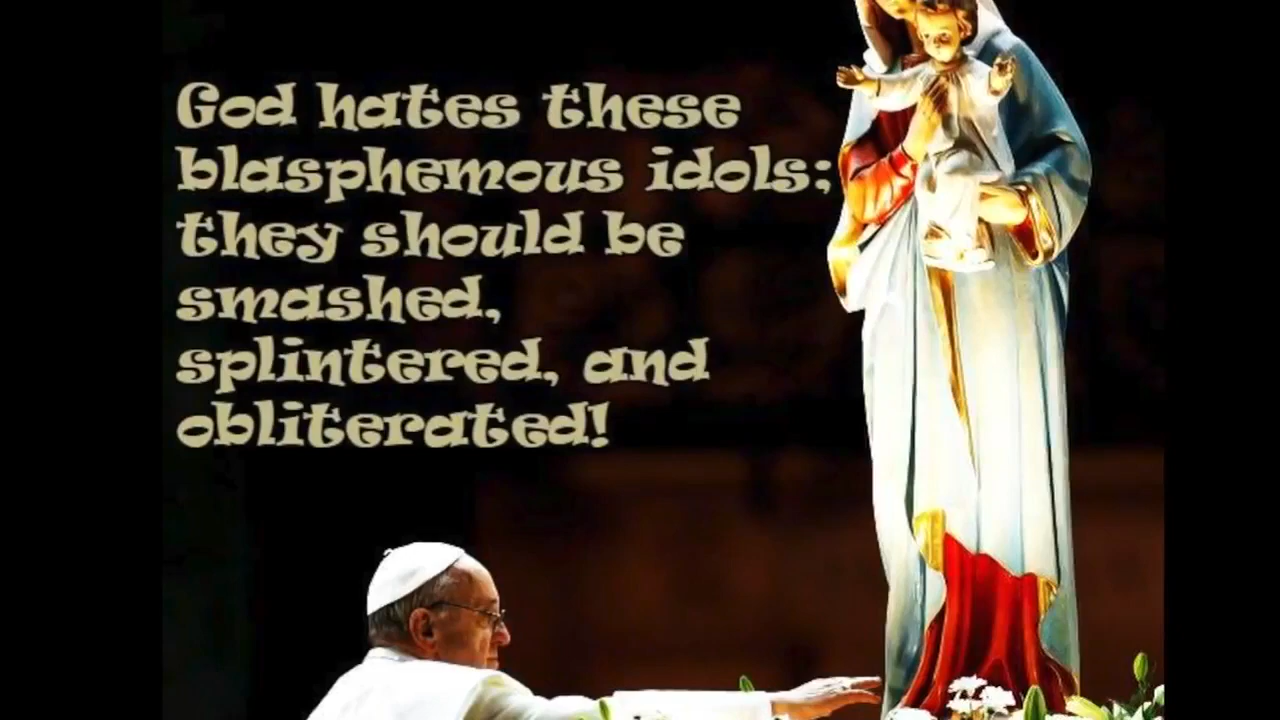 God hates these
blasphemous idols;
they should be
smashed,
splintered, and
obliterated!